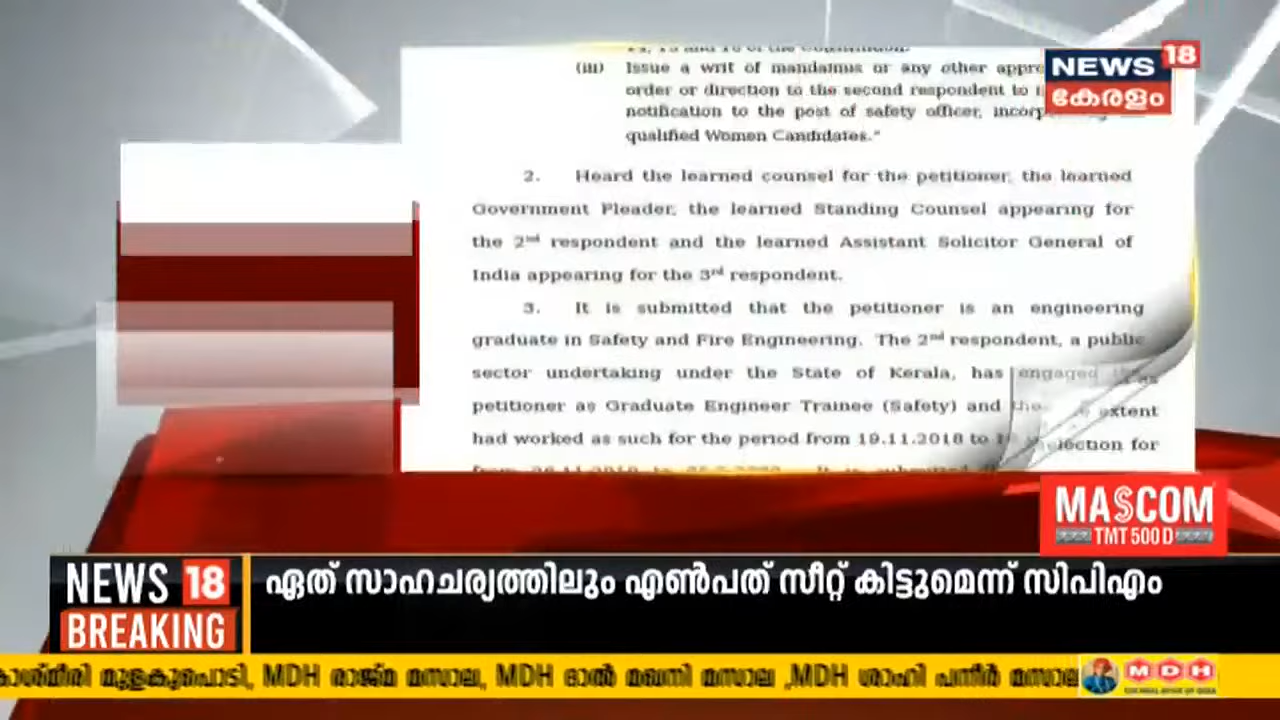 (iii) Issue a writ of mandamus or any other
order or direction to the second respondent to
notification to the post of safety officer,
qualified Women Candidates."
2. Heard the learned counsel for the petitioner, the learned
Government Pleader, the learned Standing Counsel appearing for
the 2nd respondent and the learned Assistant Solicitor General of
India appearing for the 3rd respondent.
3. It is submitted that the petitioner is an engineering
graduate in Safety and Fire Engineering. The 2nd respondent, a public
sector undertaking under the State of Kerala, has engaged
petitioner as Graduate Engineer Trainee (Safety) and extent
had worked as such for the period from 19.11.2018 to
NEWS 18
കേരളം
MASCOM
TMT 500 D
NEWS 18
BREAKING
ഏത് സാഹചര്യത്തിലും എൺപത് സീറ്റ് കിട്ടുമെന്ന് സിപിഎം
കാശ്മീരി മുളകുപൊടി, MDH രാജ്മ മസാല, MDH ദാൽ മഖനി മസാല ,MDH ശാഹി പനീർ മസാല
MDH